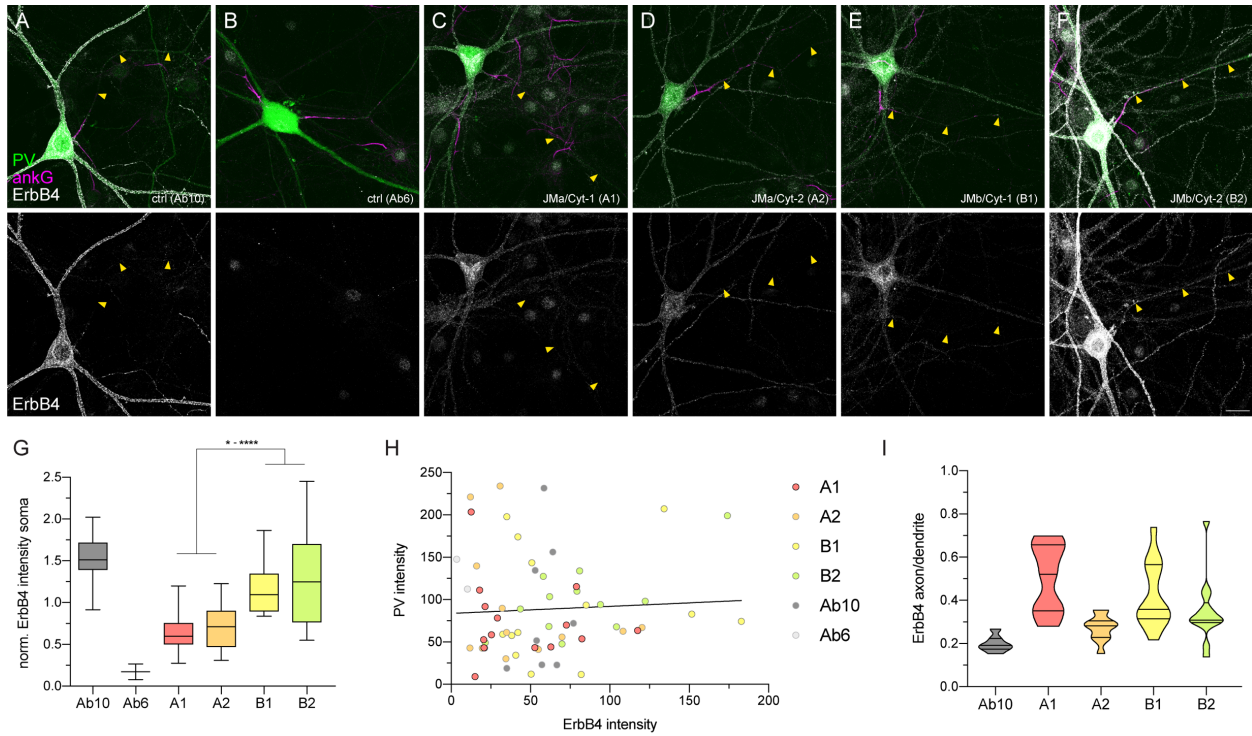 A
B
C
D
E
F
PV
ankG
ErbB4
ctrl (Ab10)
ctrl (Ab6)
JMa/Cyt-1 (A1)
JMa/Cyt-2 (A2)
JMb/Cyt-1 (B1)
JMb/Cyt-2 (B2)
ErbB4
G
* - ****
norm. ErbB4 intensity soma
2.5
2.0
1.5
1.0
0.5
0.0
Ab10 Ab6 A1 A2 B1 B2
H
PV intensity
250
200
150
100
50
0
0 50 100 150 200
ErbB4 intensity
A1
A2
B1
B2
Ab10
Ab6
I
ErbB4 axon/dendrite
1.0
0.8
0.6
0.4
0.2
0.0
Ab10 A1 A2 B1 B2